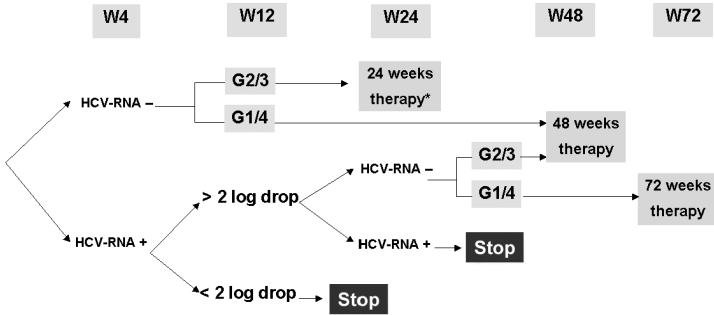 W4 W12 W24 W48 W72
G2/3
24 weeks
therapy*
HCV-RNA –
G1/4
48 weeks
therapy
HCV-RNA –
G2/3
G1/4
72 weeks
therapy
> 2 log drop
HCV-RNA +
HCV-RNA +
Stop
< 2 log drop
Stop